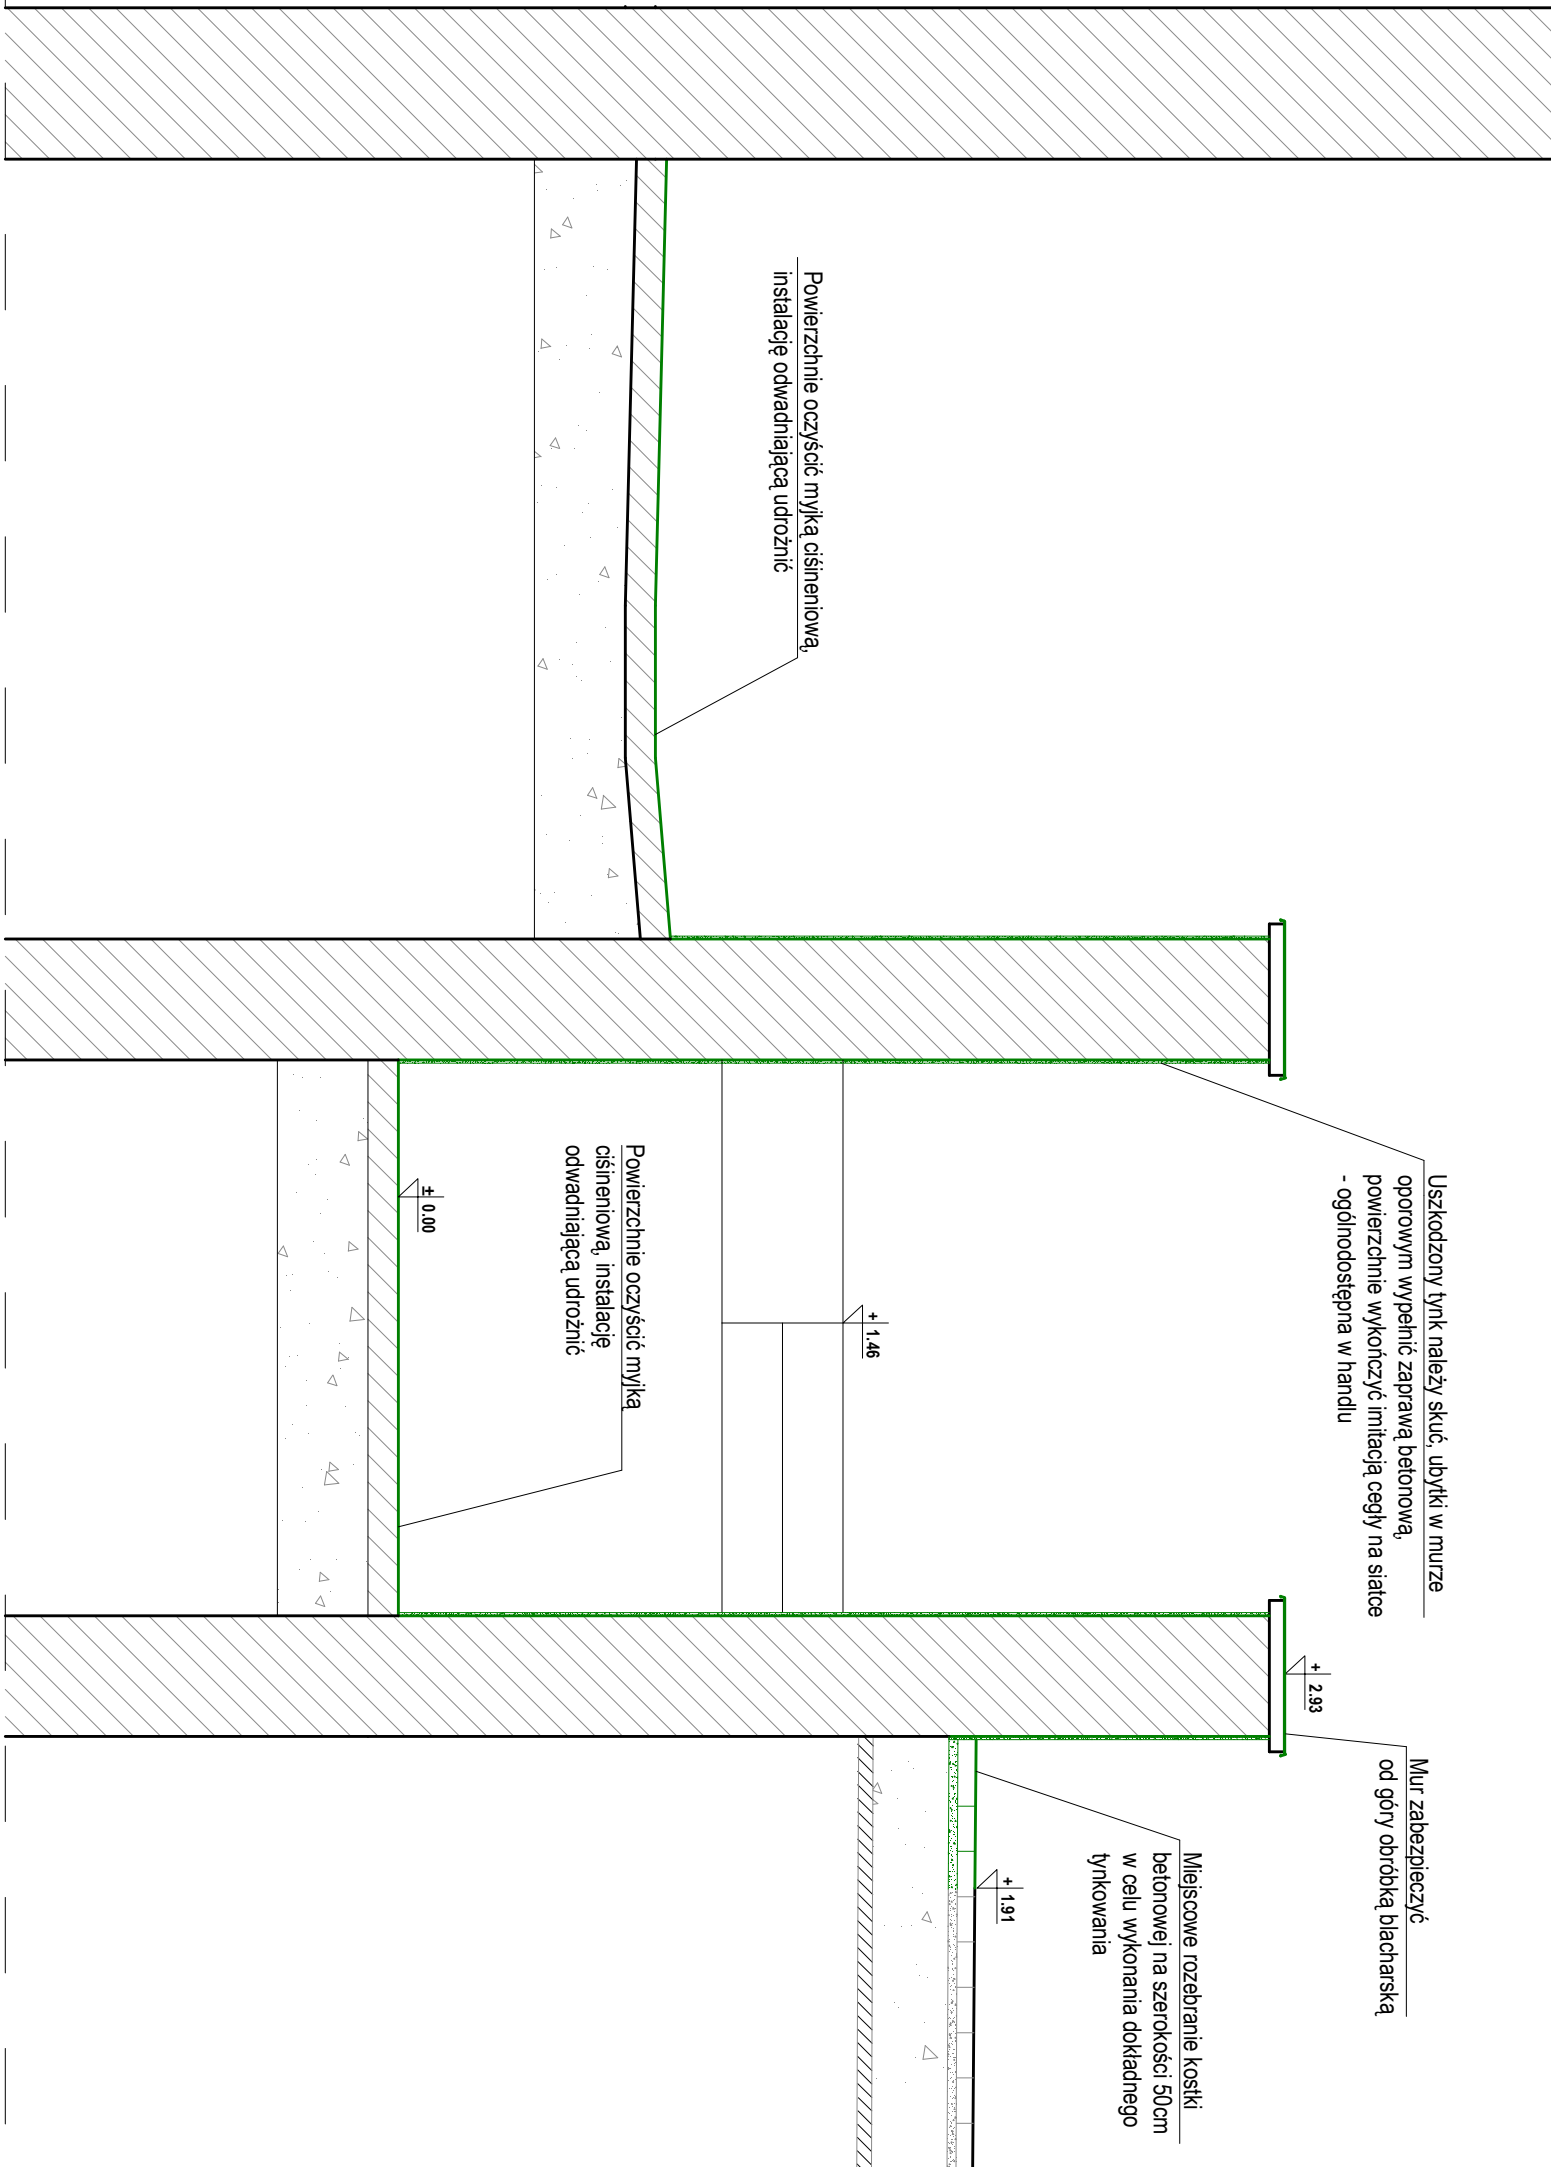 Powierzchnie oczyścić myjką ciśineniową,
instalację odwadniającą udrożnić
Uszkodzony tynk należy skuć, ubytki w murze
oporowym wypełnić zaprawą betonową,
powierzchnie wykończyć imitacją cegły na siatce
- ogólnodostępna w handlu
Powierzchnie oczyścić myjką
ciśineniową, instalację
odwadniającą udrożnić
± 0.00
+ 1.46
+ 2.93
Mur zabezpieczyć
od góry obróbką blacharską
+ 1.91
Miejscowe rozebranie kostki
betonowej na szerokości 50cm
w celu wykonania dokładnego
tynkowania